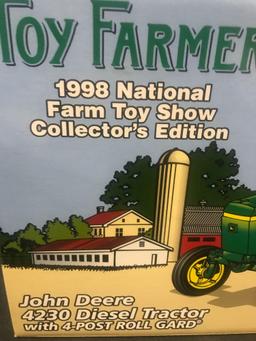 TOY FARMER
1998 National
Farm Toy Show
Collector's Edition
John Deere
4230 Diesel Tractor
with 4-POST ROLL GARD®